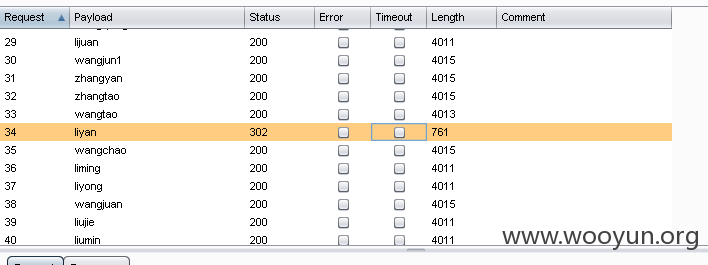 Request Payload Status Error Timeout Length Comment
29 lijuan 200 4011
30 wangjun1 200 4015
31 zhangyan 200 4015
32 zhangtao 200 4015
33 wangtao 200 4013
34 liyan 302 761
35 wangchao 200 4015
36 liming 200 4011
37 liyong 200 4011
38 wangjuan 200 4015
39 liujie 200 4011
40 liumin 200 4011
www.wooyun.org